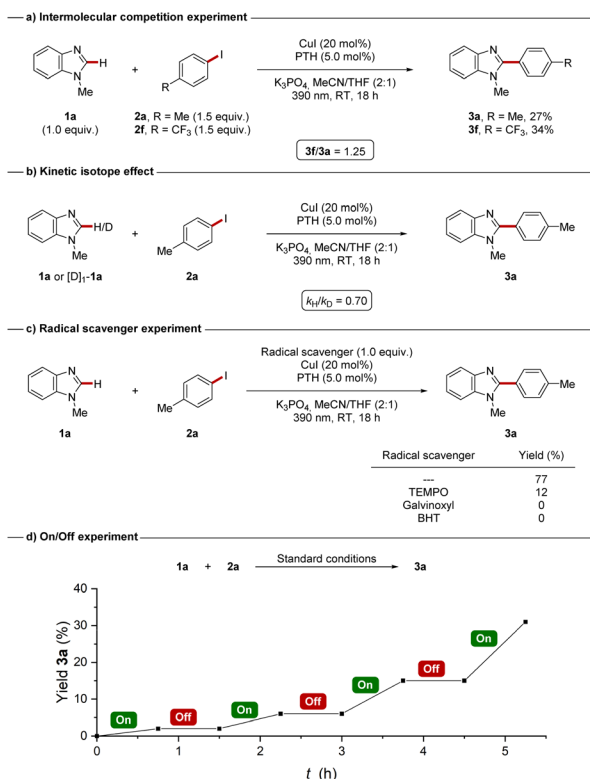 a) Intermolecular competition experiment
N
H
N
Me
+
I
R
CuI (20 mol%)
PTH (5.0 mol%)
K3PO4, MeCN/THF (2:1)
390 nm, RT, 18 h
N
N
Me
R
1a
(1.0 equiv.)
2a, R = Me (1.5 equiv.)
2f, R = CF3 (1.5 equiv.)
3a, R = Me, 27%
3f, R = CF3, 34%
3f/3a = 1.25
b) Kinetic isotope effect
N
H/D
N
Me
+
I
Me
CuI (20 mol%)
PTH (5.0 mol%)
K3PO4, MeCN/THF (2:1)
390 nm, RT, 18 h
N
N
Me
Me
1a or [D]1-1a
2a
3a
kH/kD = 0.70
c) Radical scavenger experiment
N
H
N
Me
+
I
Me
Radical scavenger (1.0 equiv.)
CuI (20 mol%)
PTH (5.0 mol%)
K3PO4, MeCN/THF (2:1)
390 nm, RT, 18 h
N
N
Me
Me
1a
2a
3a
Radical scavenger Yield (%)
--- 77
TEMPO 12
Galvinoxyl 0
BHT 0
d) On/Off experiment
1a + 2a Standard conditions 3a
Yield 3a (%)
40
30
20
10
0
On
Off
On
Off
On
Off
On
0 1 2 3 4 5
t (h)